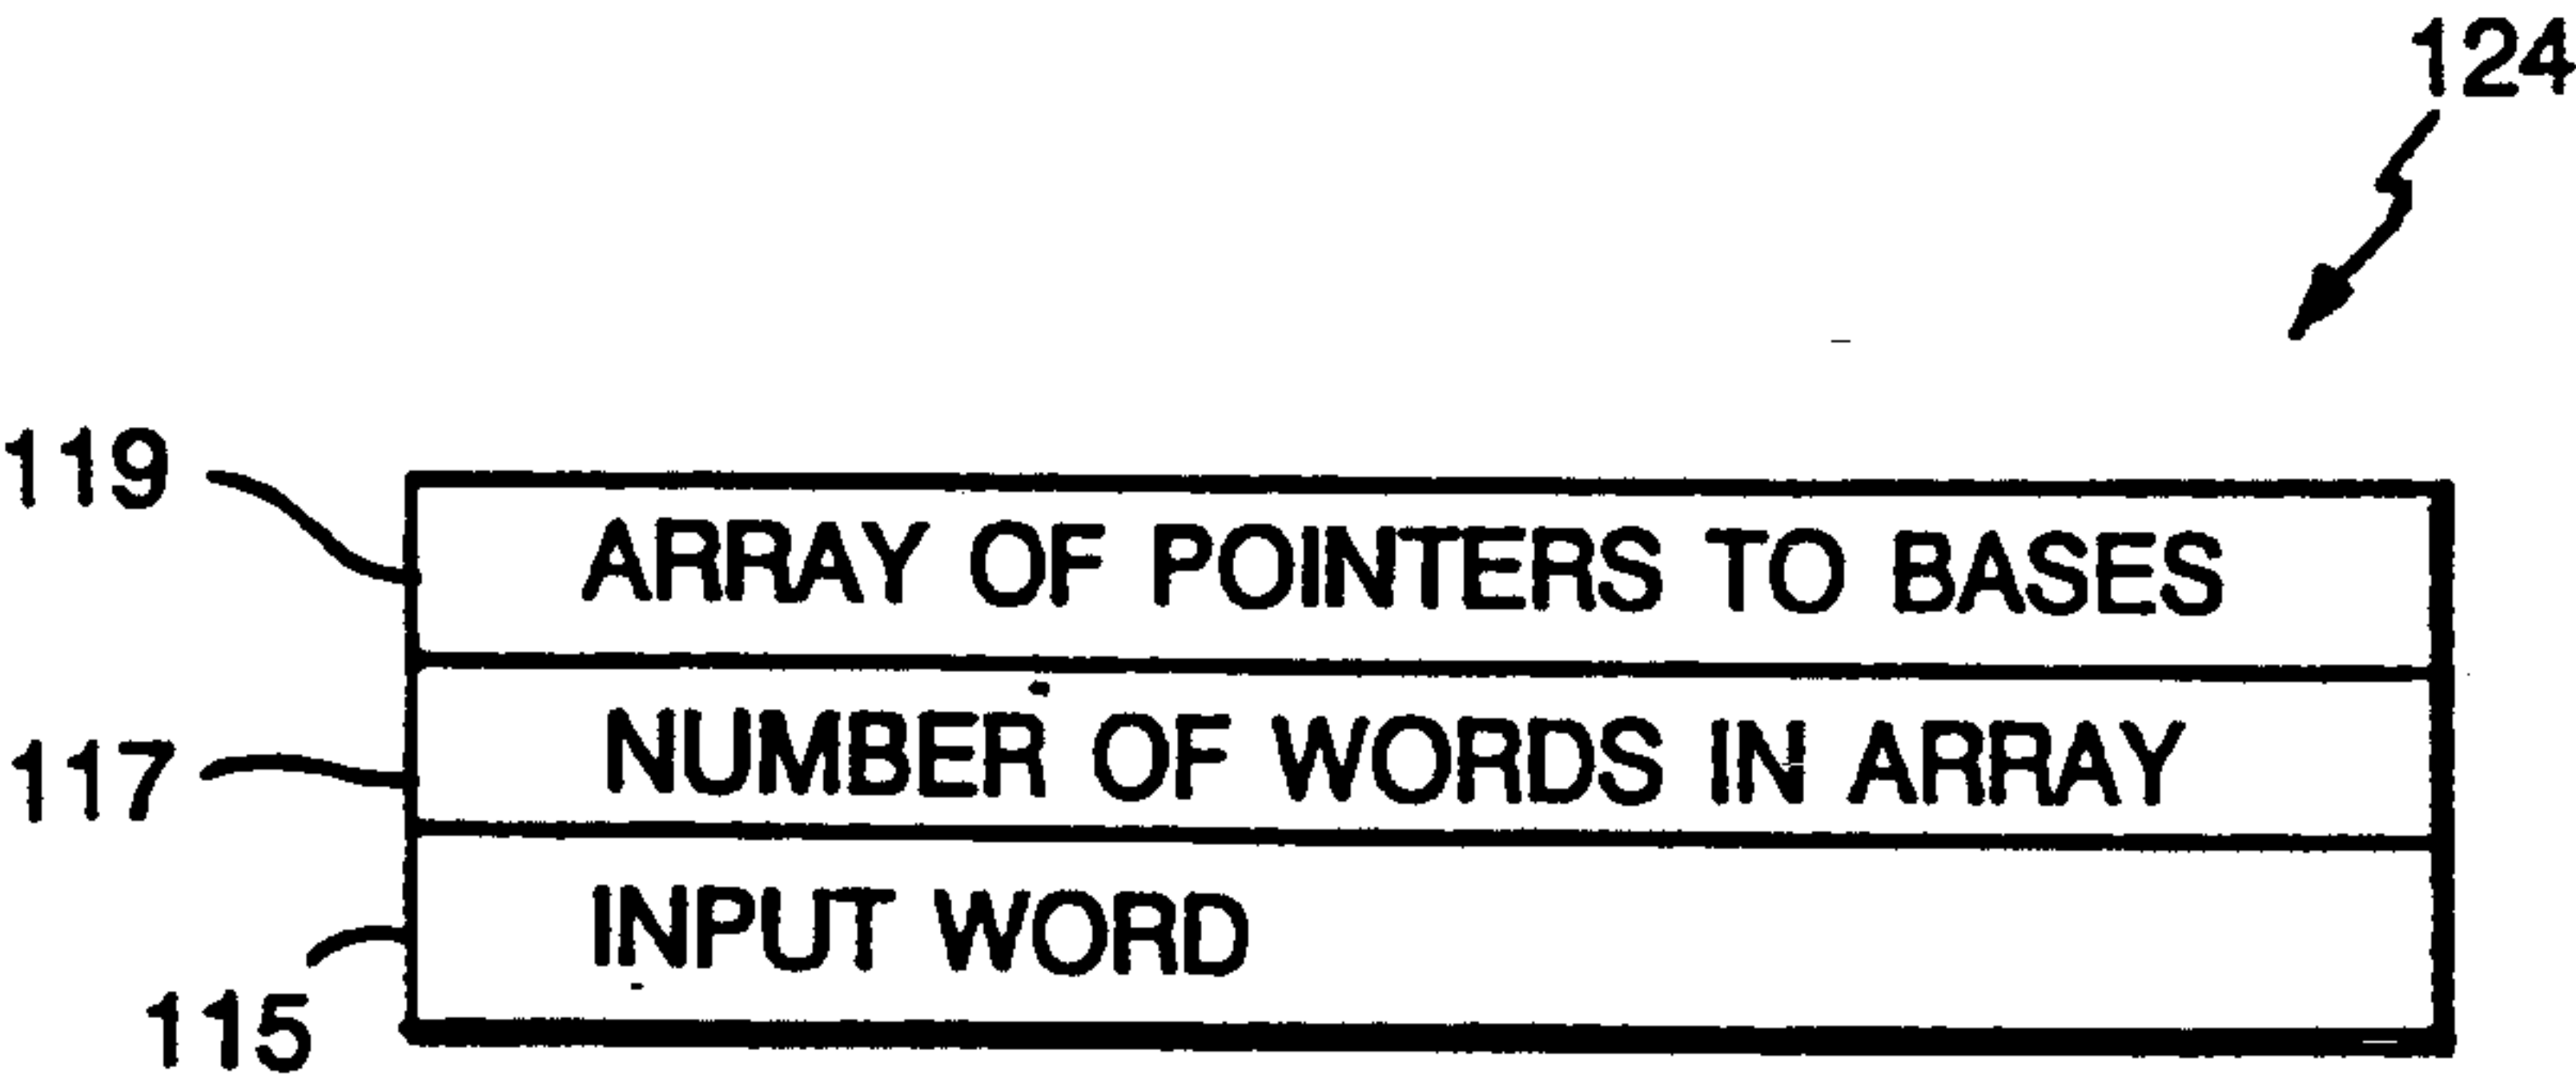 124
119 ARRAY OF POINTERS TO BASES
117 NUMBER OF WORDS IN ARRAY
INPUT WORD
115